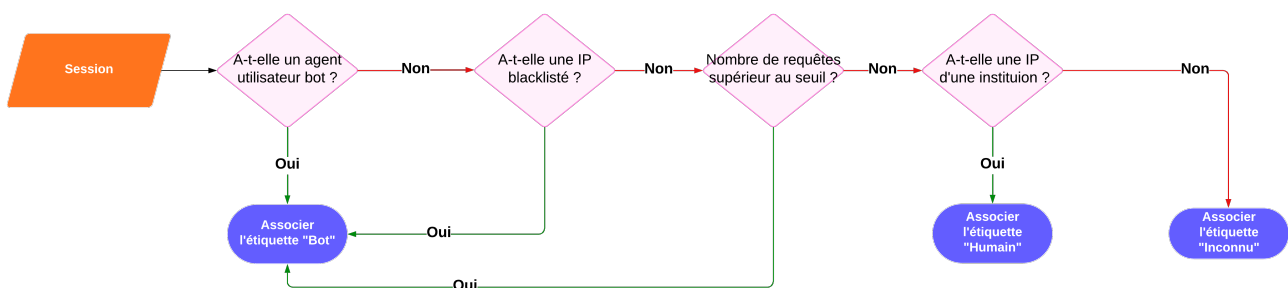 Session
A-t-elle un agent
utilisateur bot ?
Non
A-t-elle une IP
blacklisté ?
Non
Nombre de requêtes
supérieur au seuil ?
Non
A-t-elle une IP
d'une instituion ?
Non
Oui
Oui
Associer
l'étiquette "Bot"
Oui
Associer
l'étiquette
"Humain"
Associer
l'étiquette
"Inconnu"
Oui